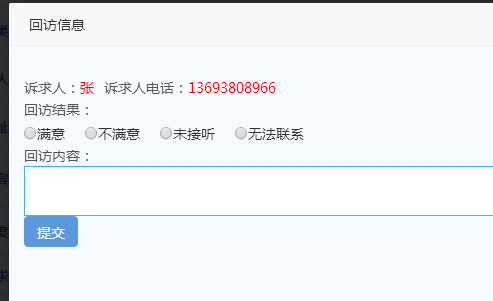 回访信息
诉求人：张 诉求人电话：13693808966
回访结果：
满意 不满意 未接听 无法联系
回访内容：
提交